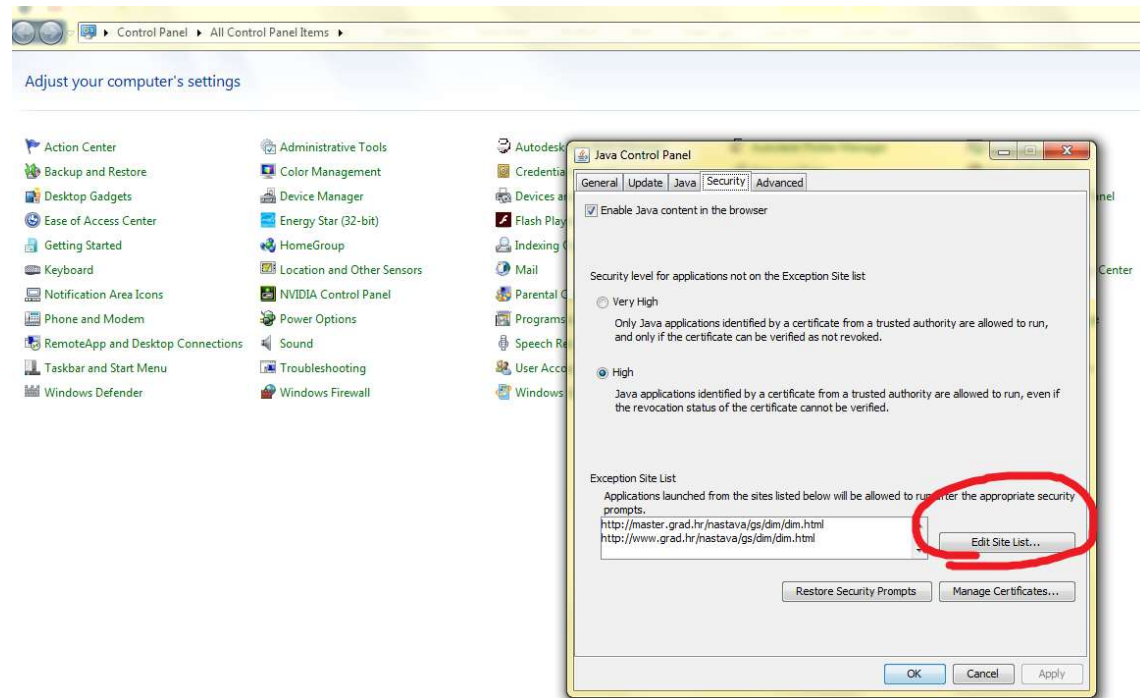 Control Panel ▸ All Control Panel Items ▸
Adjust your computer's settings
Action Center
Backup and Restore
Desktop Gadgets
Ease of Access Center
Getting Started
Keyboard
Notification Area Icons
Phone and Modem
RemoteApp and Desktop Connections
Taskbar and Start Menu
Windows Defender
Administrative Tools
Color Management
Device Manager
Energy Star (32-bit)
HomeGroup
Location and Other Sensors
NVIDIA Control Panel
Power Options
Sound
Troubleshooting
Windows Firewall
Autodesk
Credentia
Devices ar
Flash Play
Indexing
Mail
Parental
Programs
Speech Re
User Acco
Windows
nel
Center
Java Control Panel
General Update Java Security Advanced
Enable Java content in the browser
Security level for applications not on the Exception Site list
Very High
Only Java applications identified by a certificate from a trusted authority are allowed to run,
and only if the certificate can be verified as not revoked.
High
Java applications identified by a certificate from a trusted authority are allowed to run, even if
the revocation status of the certificate cannot be verified.
Exception Site List
Applications launched from the sites listed below will be allowed to run after the appropriate security
prompts.
http://master.grad.hr/nastava/gs/dim/dim.html
http://www.grad.hr/nastava/gs/dim/dim.html
Edit Site List...
Restore Security Prompts Manage Certificates...
OK Cancel Apply